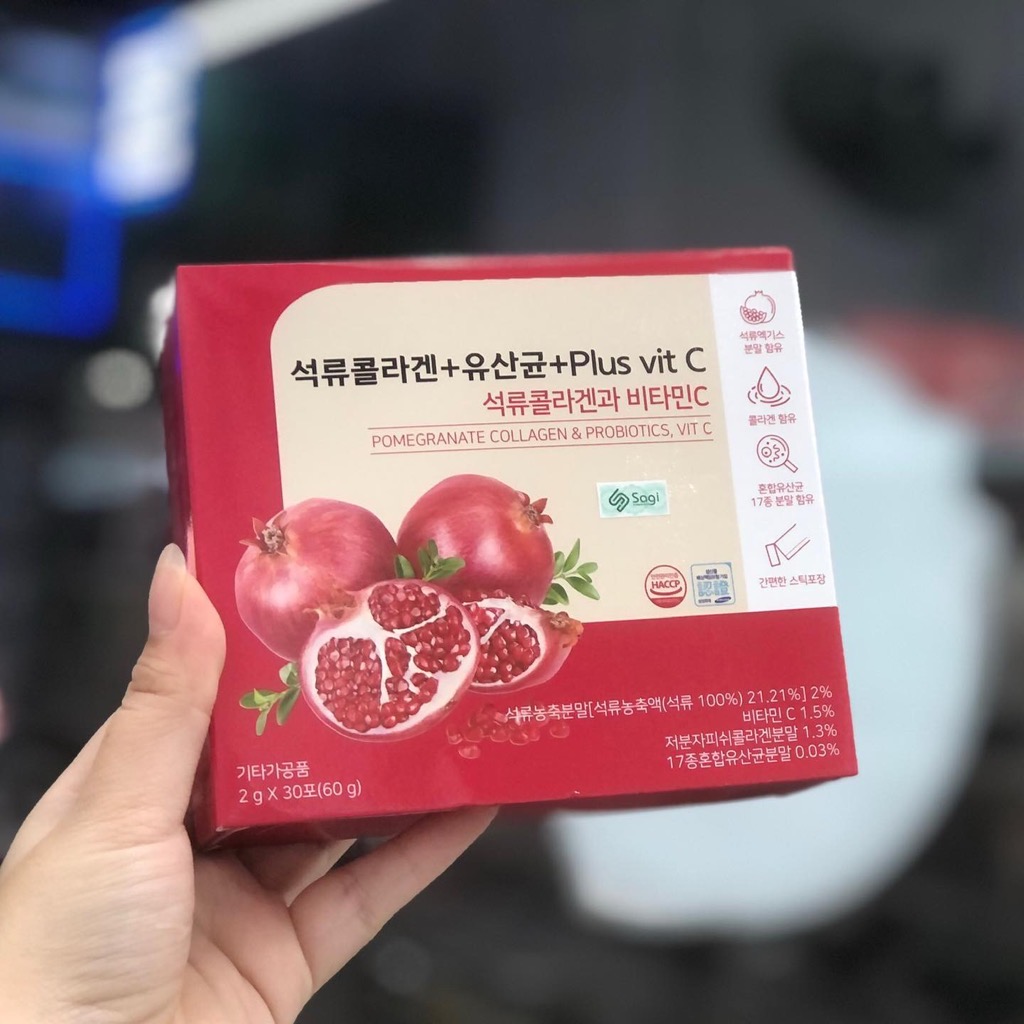 석류콜라겐+유산균+Plus vit C
석류콜라겐과 비타민C
POMEGRANATE COLLAGEN & PROBIOTICS, VIT C
석류엑기스
분말 함유
콜라겐 함유
혼합유산균
17종 분말 함유
간편한 스틱포장
Sagi
HACCP
석류농축분말[석류농축액(석류 100%) 21.21%] 2%
비타민 C 1.5%
저분자피쉬콜라겐분말 1.3%
17종혼합유산균분말 0.03%
기타가공품
2 g X 30포(60 g)